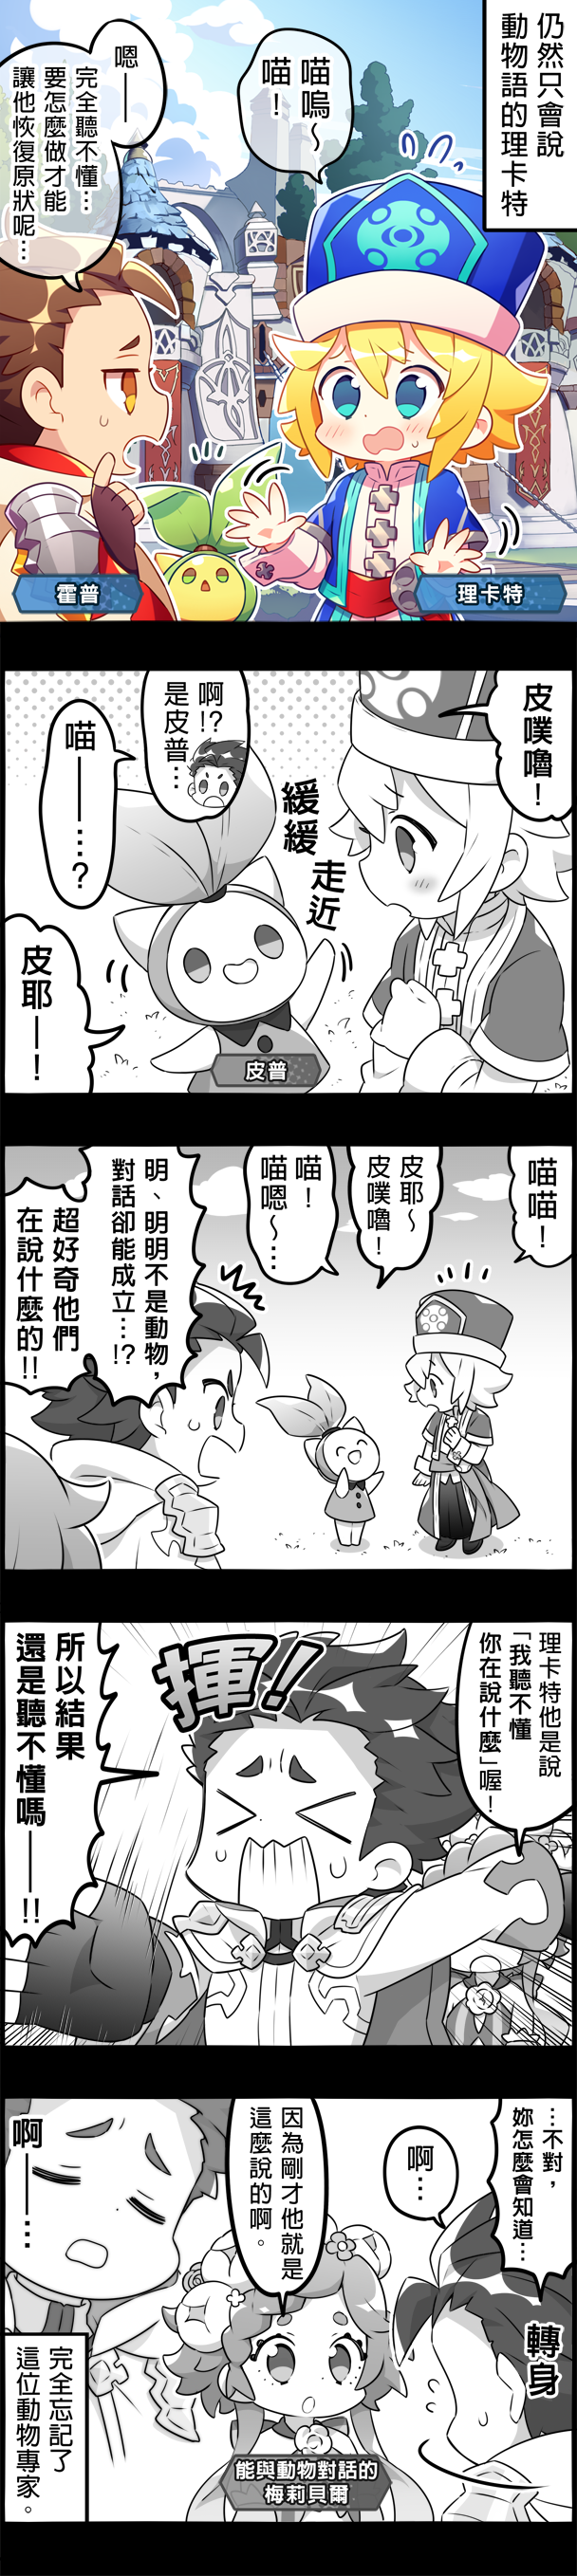 仍然只會說
動物語的理卡特
喵嗚～
喵！
嗯──
完全聽不懂…
要怎麼做才能
讓他恢復原狀呢…
霍普
理卡特
皮噗嚕！
緩緩走近
啊!?
是皮普…
喵──…？
皮耶──！
皮普
喵喵！
皮耶～
皮噗嚕！
喵！
喵嗯～…
明、明明不是動物，
對話卻能成立…!?
超好奇他們
在說什麼的!!
理卡特他是說
「我聽不懂
你在說什麼」喔！
揮！
所以結果
還是聽不懂嗎──!!
…不對，
妳怎麼會知道…
轉身
啊…
因為剛才他就是
這麼說的啊。
能與動物對話的
梅莉貝爾
啊──…
完全忘記了
這位動物專家。